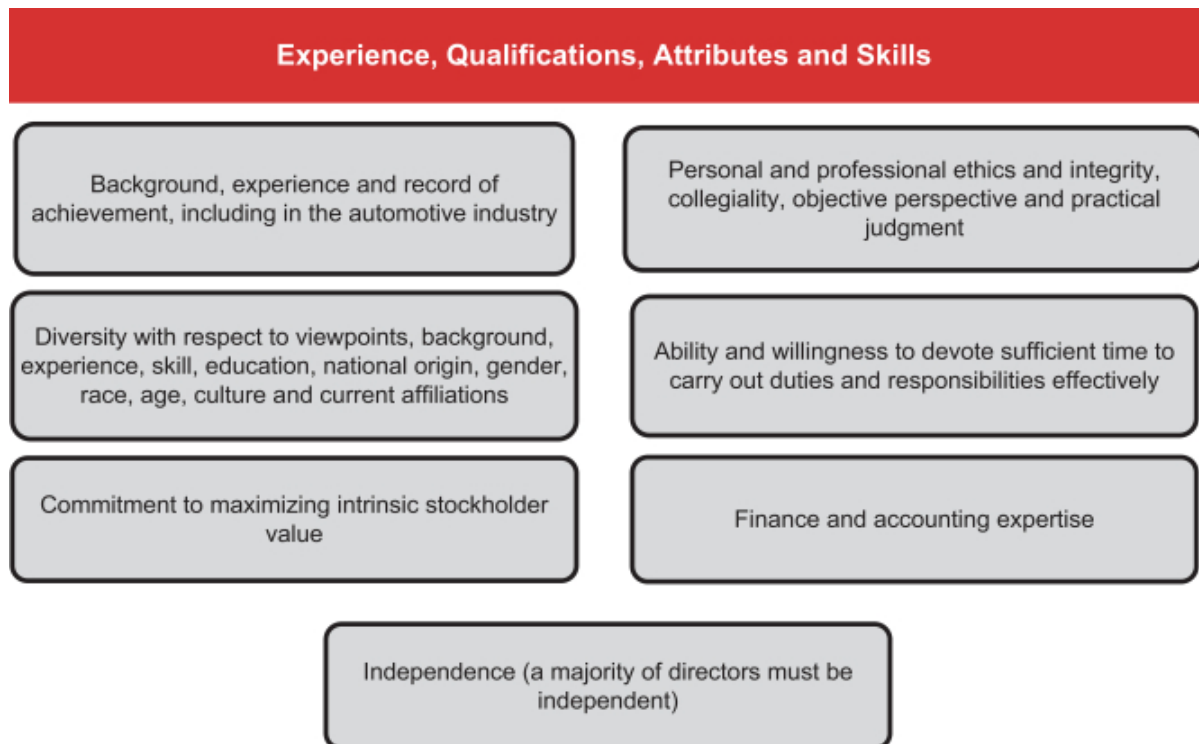 Experience, Qualifications, Attributes and Skills
Background, experience and record of
achievement, including in the automotive industry
Personal and professional ethics and integrity,
collegiality, objective perspective and practical
judgment
Diversity with respect to viewpoints, background,
experience, skill, education, national origin, gender,
race, age, culture and current affiliations
Ability and willingness to devote sufficient time to
carry out duties and responsibilities effectively
Commitment to maximizing intrinsic stockholder
value
Finance and accounting expertise
Independence (a majority of directors must be
independent)